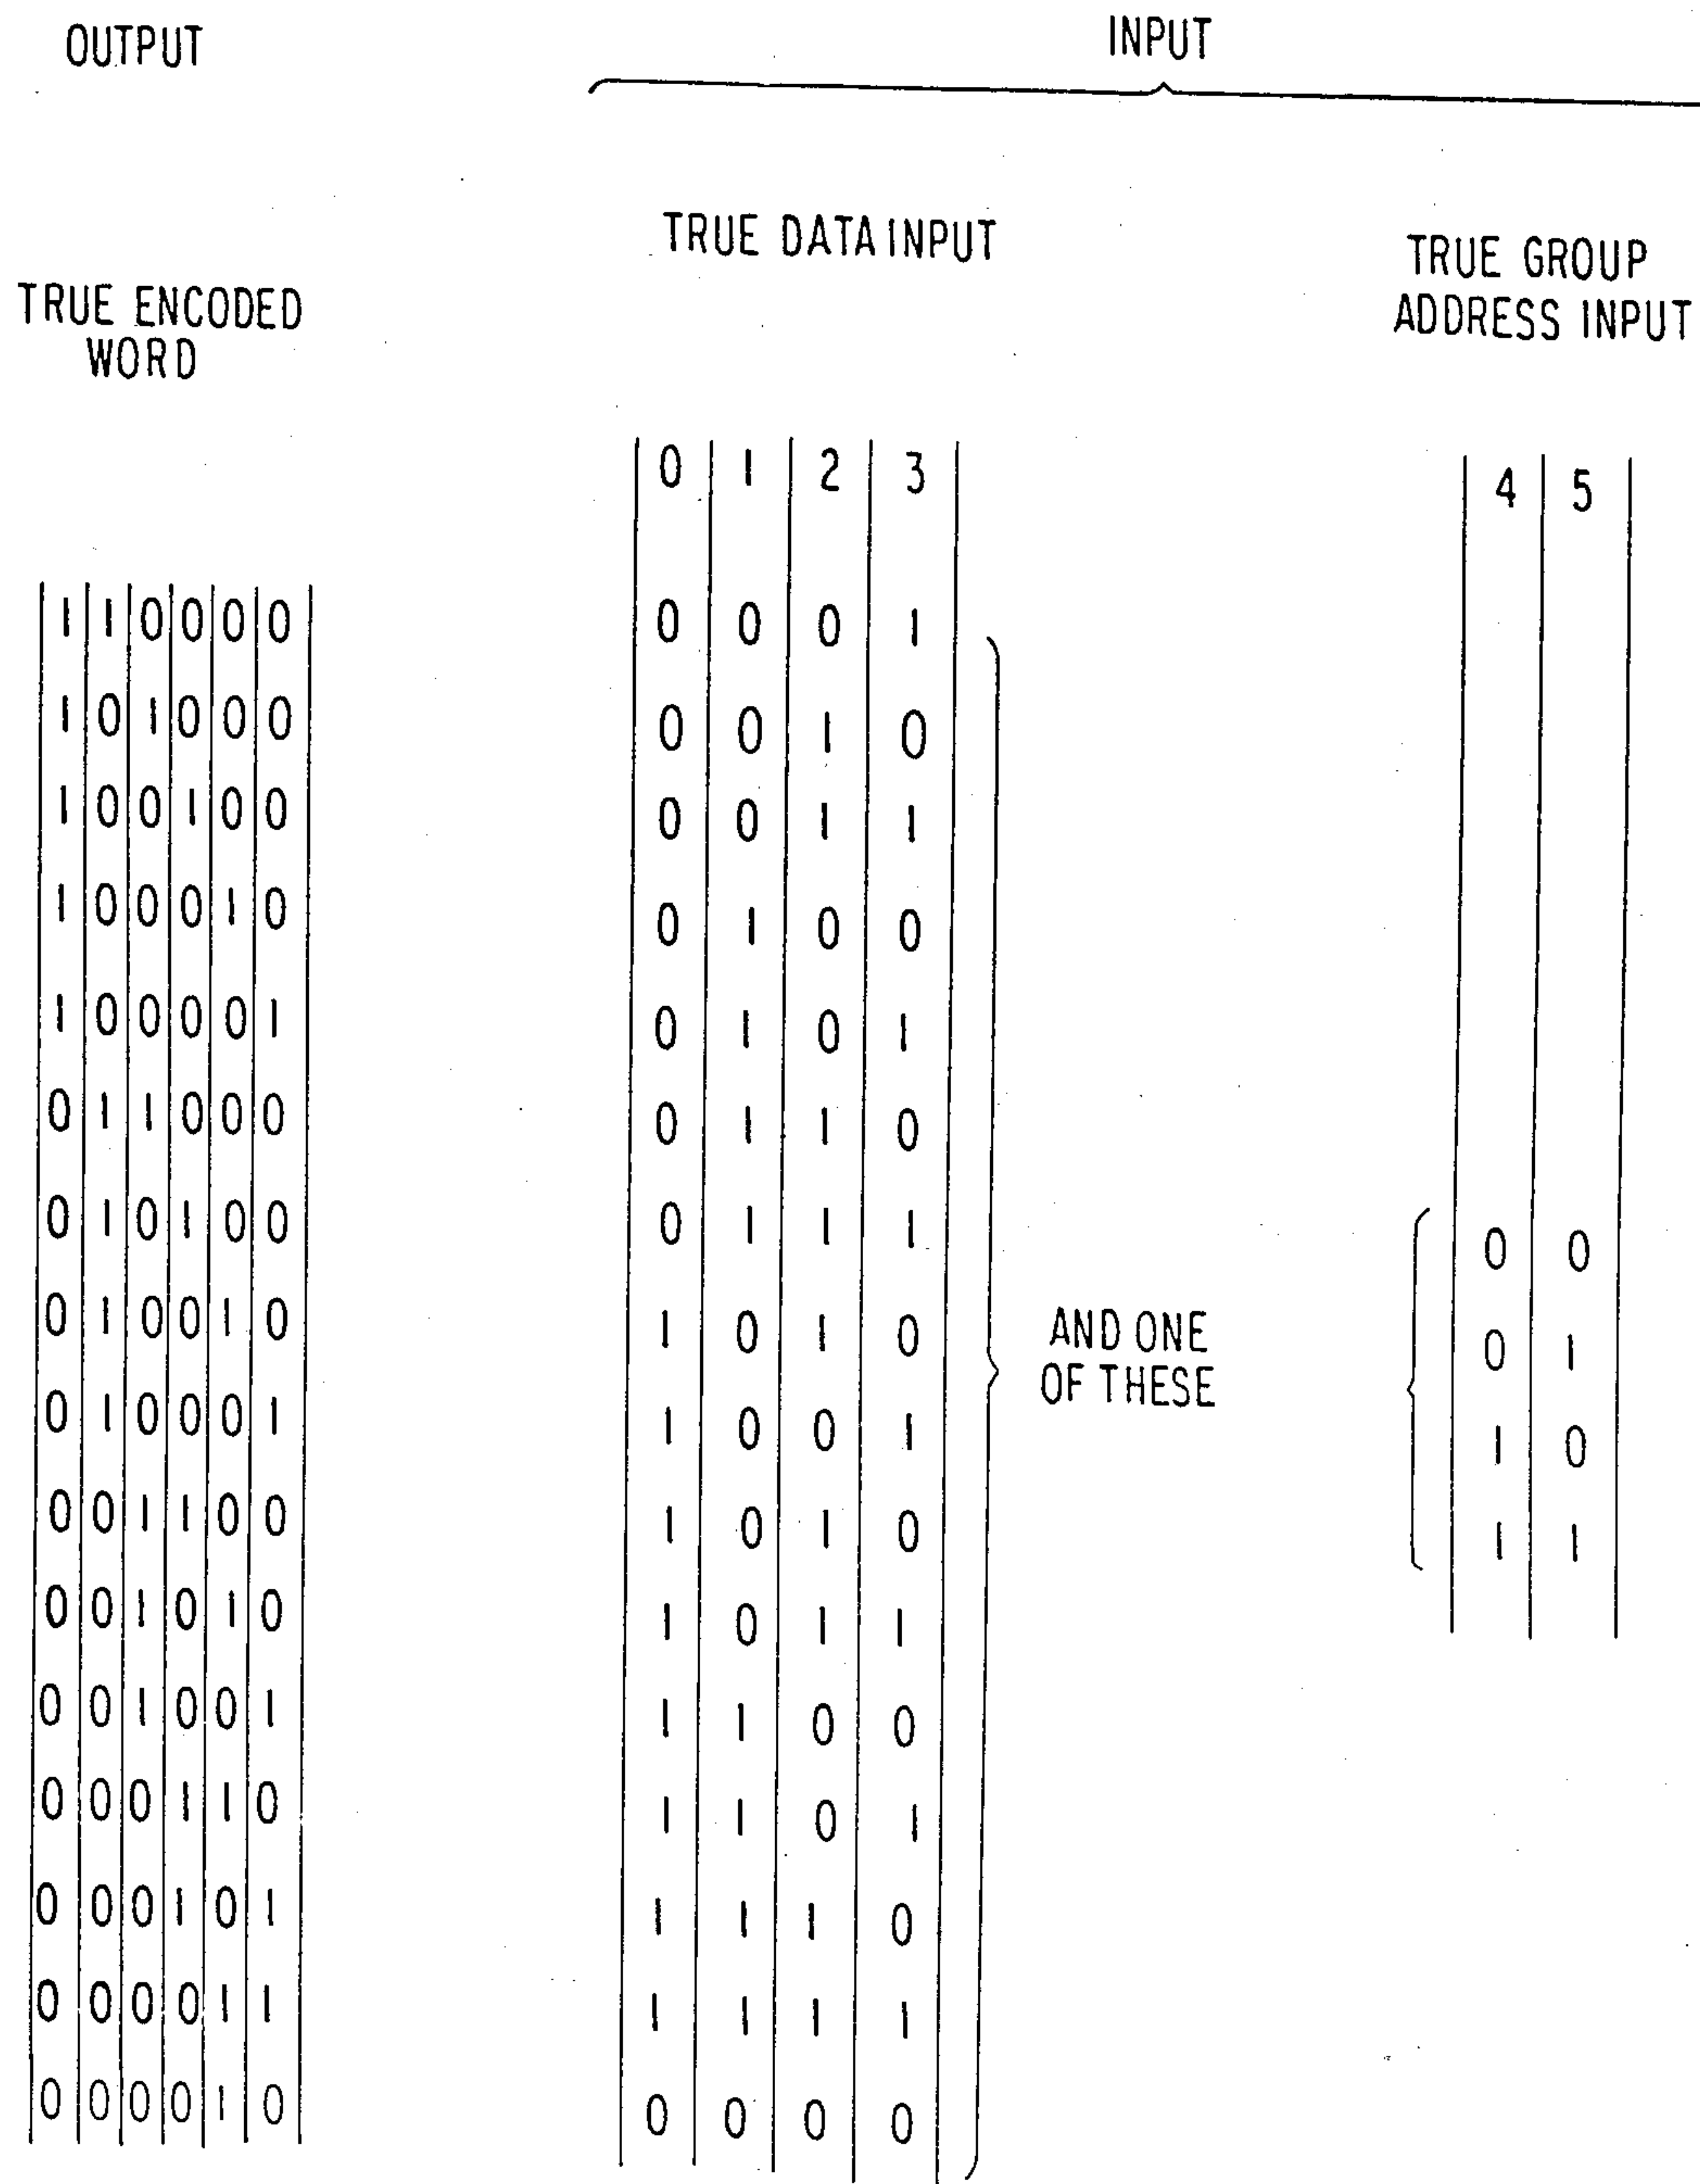 OUTPUT INPUT
TRUE DATA INPUT
TRUE GROUP
ADDRESS INPUT
TRUE ENCODED
WORD
0 1 2 3 4 5
1 1 0 0 0 0 0 0 0 1
1 0 1 0 0 0 0 0 1 0
1 0 0 1 0 0 0 0 1 1
1 0 0 0 1 0 0 1 0 0
1 0 0 0 0 1 0 1 0 1
0 1 1 0 0 0 0 1 1 0
0 1 0 1 0 0 0 1 1 1 0 0
0 1 0 0 1 0 1 0 1 0 AND ONE 0 1
OF THESE
0 1 0 0 0 1 1 0 0 1 1 0
0 0 1 1 0 0 1 0 1 0 1 1
0 0 1 0 1 0 1 0 1 1
0 0 1 0 0 1 1 1 0 0
0 0 0 1 1 0 1 1 0 1
0 0 0 1 0 1 1 1 1 0
0 0 0 0 1 1 1 1 1 1
0 0 0 0 1 0 0 0 0 0